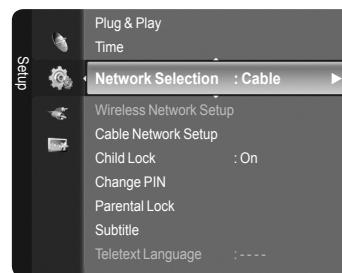 Setup
Plug & Play
Time
Network Selection : Cable
Wireless Network Setup
Cable Network Setup
Child Lock : On
Change PIN
Parental Lock
Subtitle
Teletext Language : - - - -